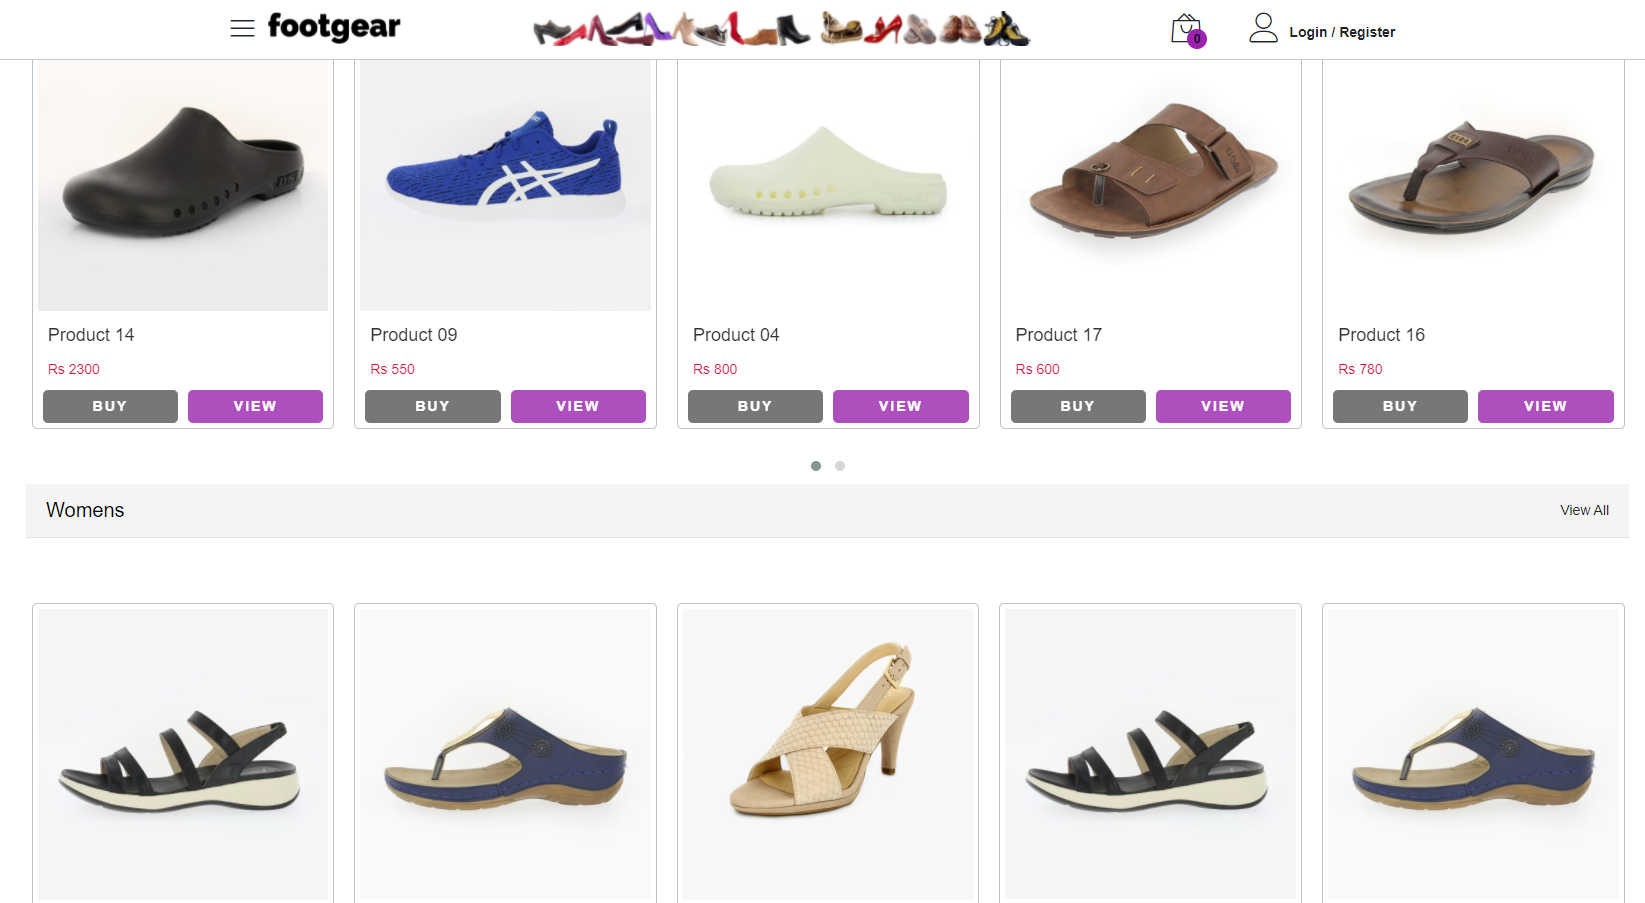 footgear
0
Login / Register
Product 14
Rs 2300
BUY VIEW
Product 09
Rs 550
BUY VIEW
Product 04
Rs 800
BUY VIEW
Product 17
Rs 600
BUY VIEW
Product 16
Rs 780
BUY VIEW
Womens
View All